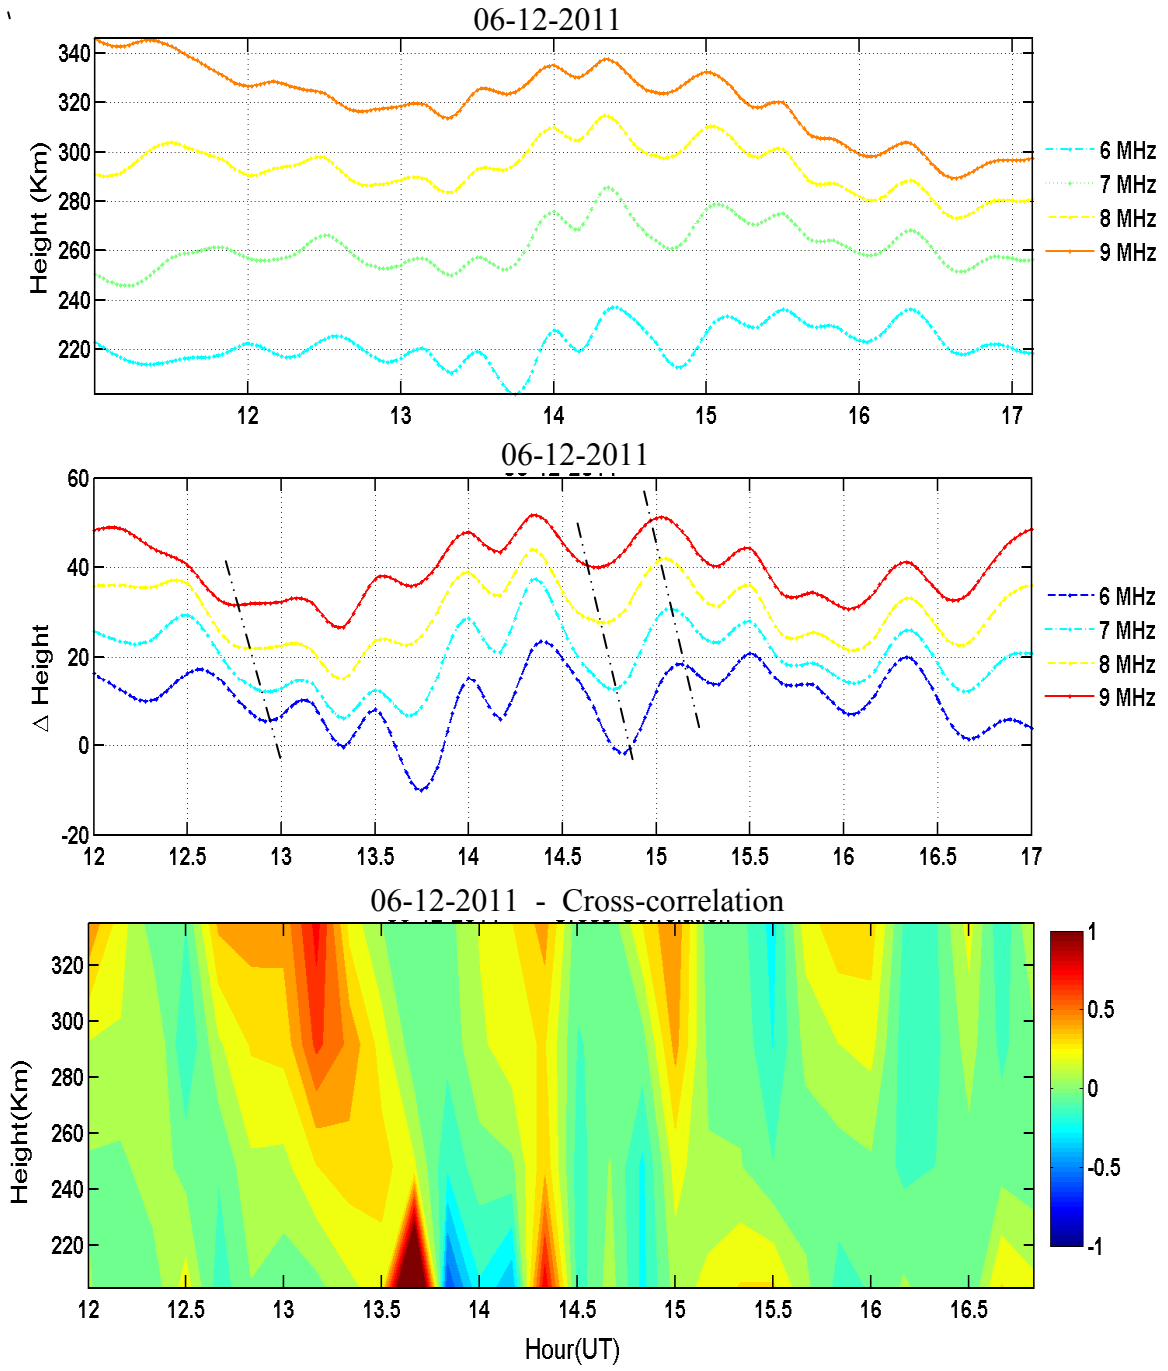 06-12-2011
340
320
300
280
260
240
220
Height (Km)
12 13 14 15 16 17
6 MHz
7 MHz
8 MHz
9 MHz
06-12-2011
60
40
20
0
-20
Δ Height
12 12.5 13 13.5 14 14.5 15 15.5 16 16.5 17
6 MHz
7 MHz
8 MHz
9 MHz
06-12-2011 - Cross-correlation
320
300
280
260
240
220
Height(Km)
12 12.5 13 13.5 14 14.5 15 15.5 16 16.5
Hour(UT)
1
0.5
0
-0.5
-1